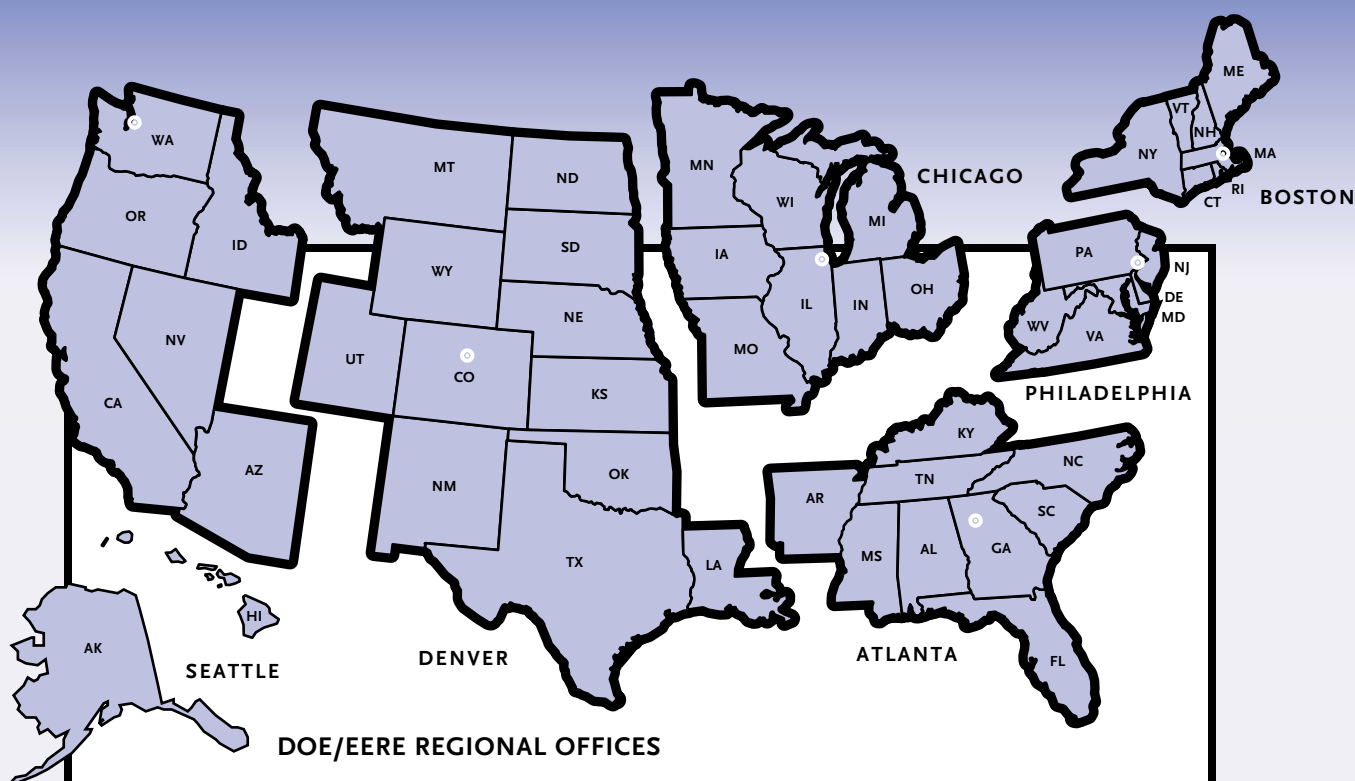 ME
VT
NH
NY
MA
RI
CT
BOSTON
WA
OR
ID
NV
CA
AZ
HI
AK
SEATTLE
MT
ND
SD
WY
NE
UT
CO
KS
NM
OK
TX
LA
DENVER
MN
WI
MI
IA
IL
IN
OH
MO
CHICAGO
PA
NJ
DE
MD
WV
VA
PHILADELPHIA
KY
NC
TN
AR
SC
MS
AL
GA
FL
ATLANTA
DOE/EERE REGIONAL OFFICES